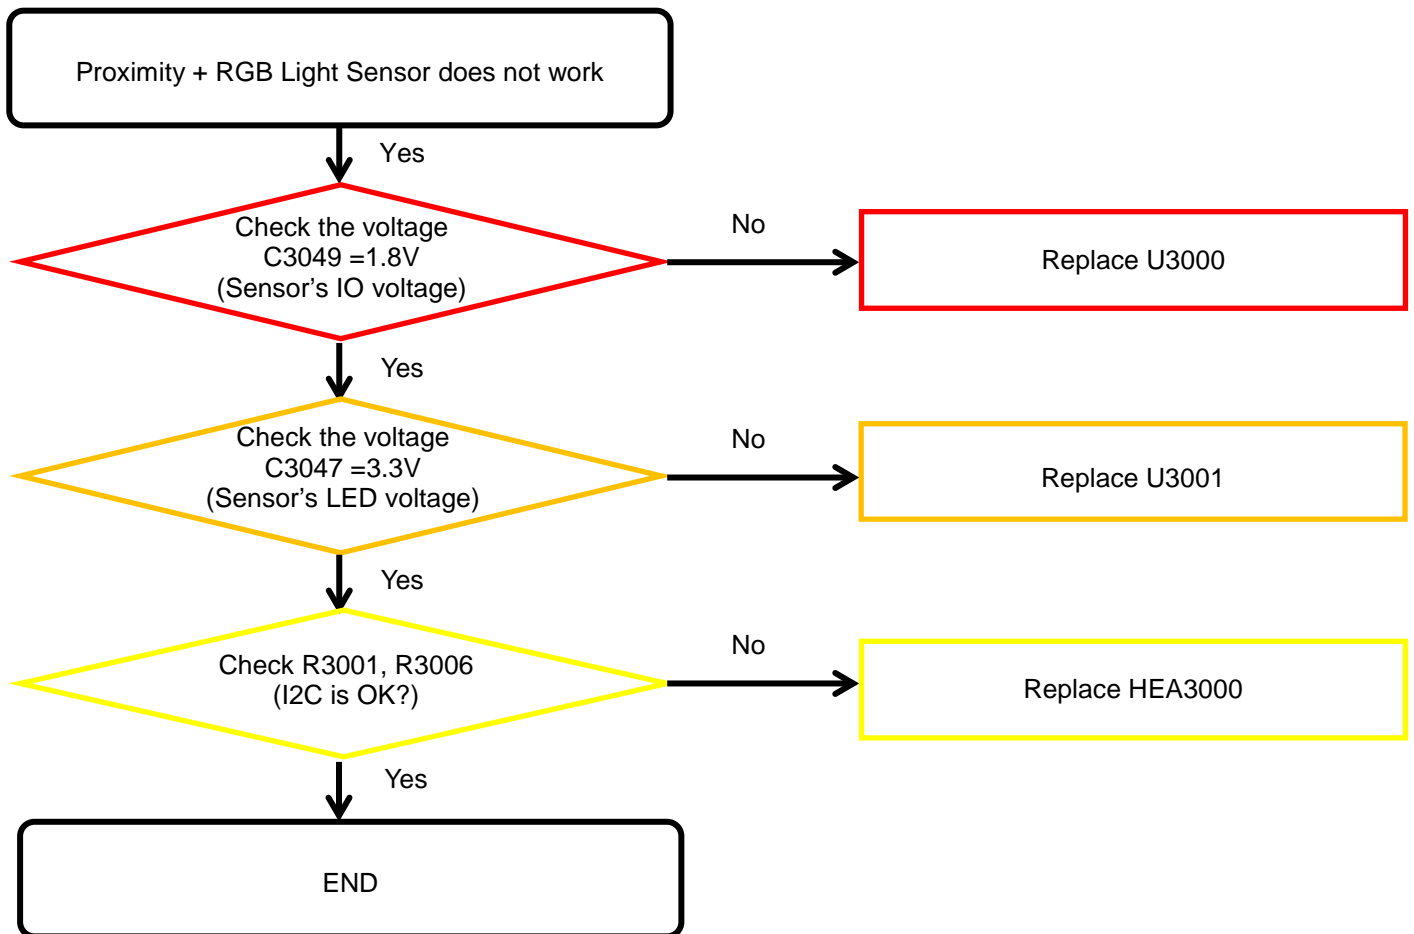 Proximity + RGB Light Sensor does not work
Yes
Check the voltage
C3049 =1.8V
(Sensor's IO voltage)
No
Replace U3000
Yes
Check the voltage
C3047 =3.3V
(Sensor's LED voltage)
No
Replace U3001
Yes
Check R3001, R3006
(I2C is OK?)
No
Replace HEA3000
Yes
END